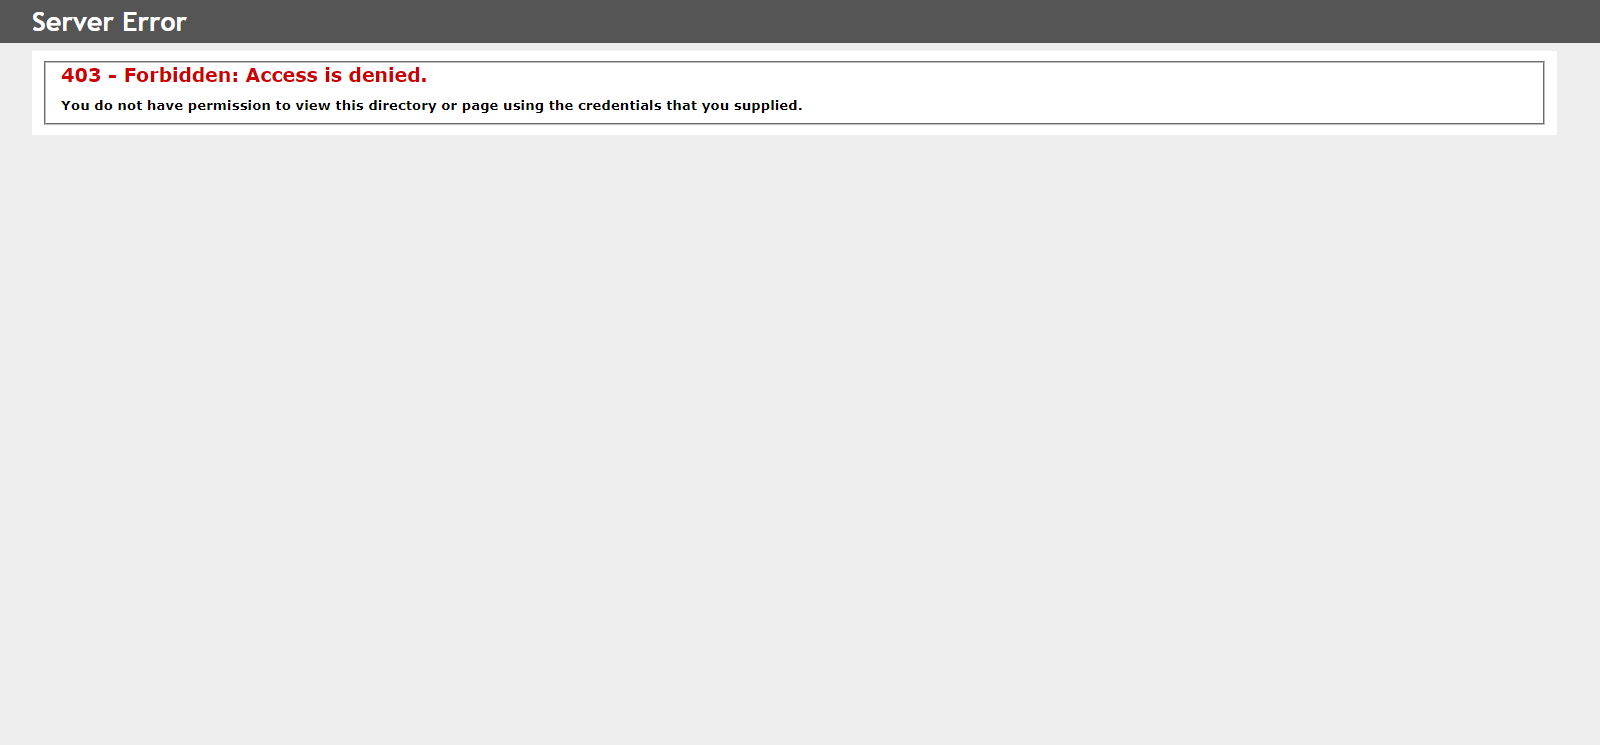 Server Error
403 - Forbidden: Access is denied.
You do not have permission to view this directory or page using the credentials that you supplied.